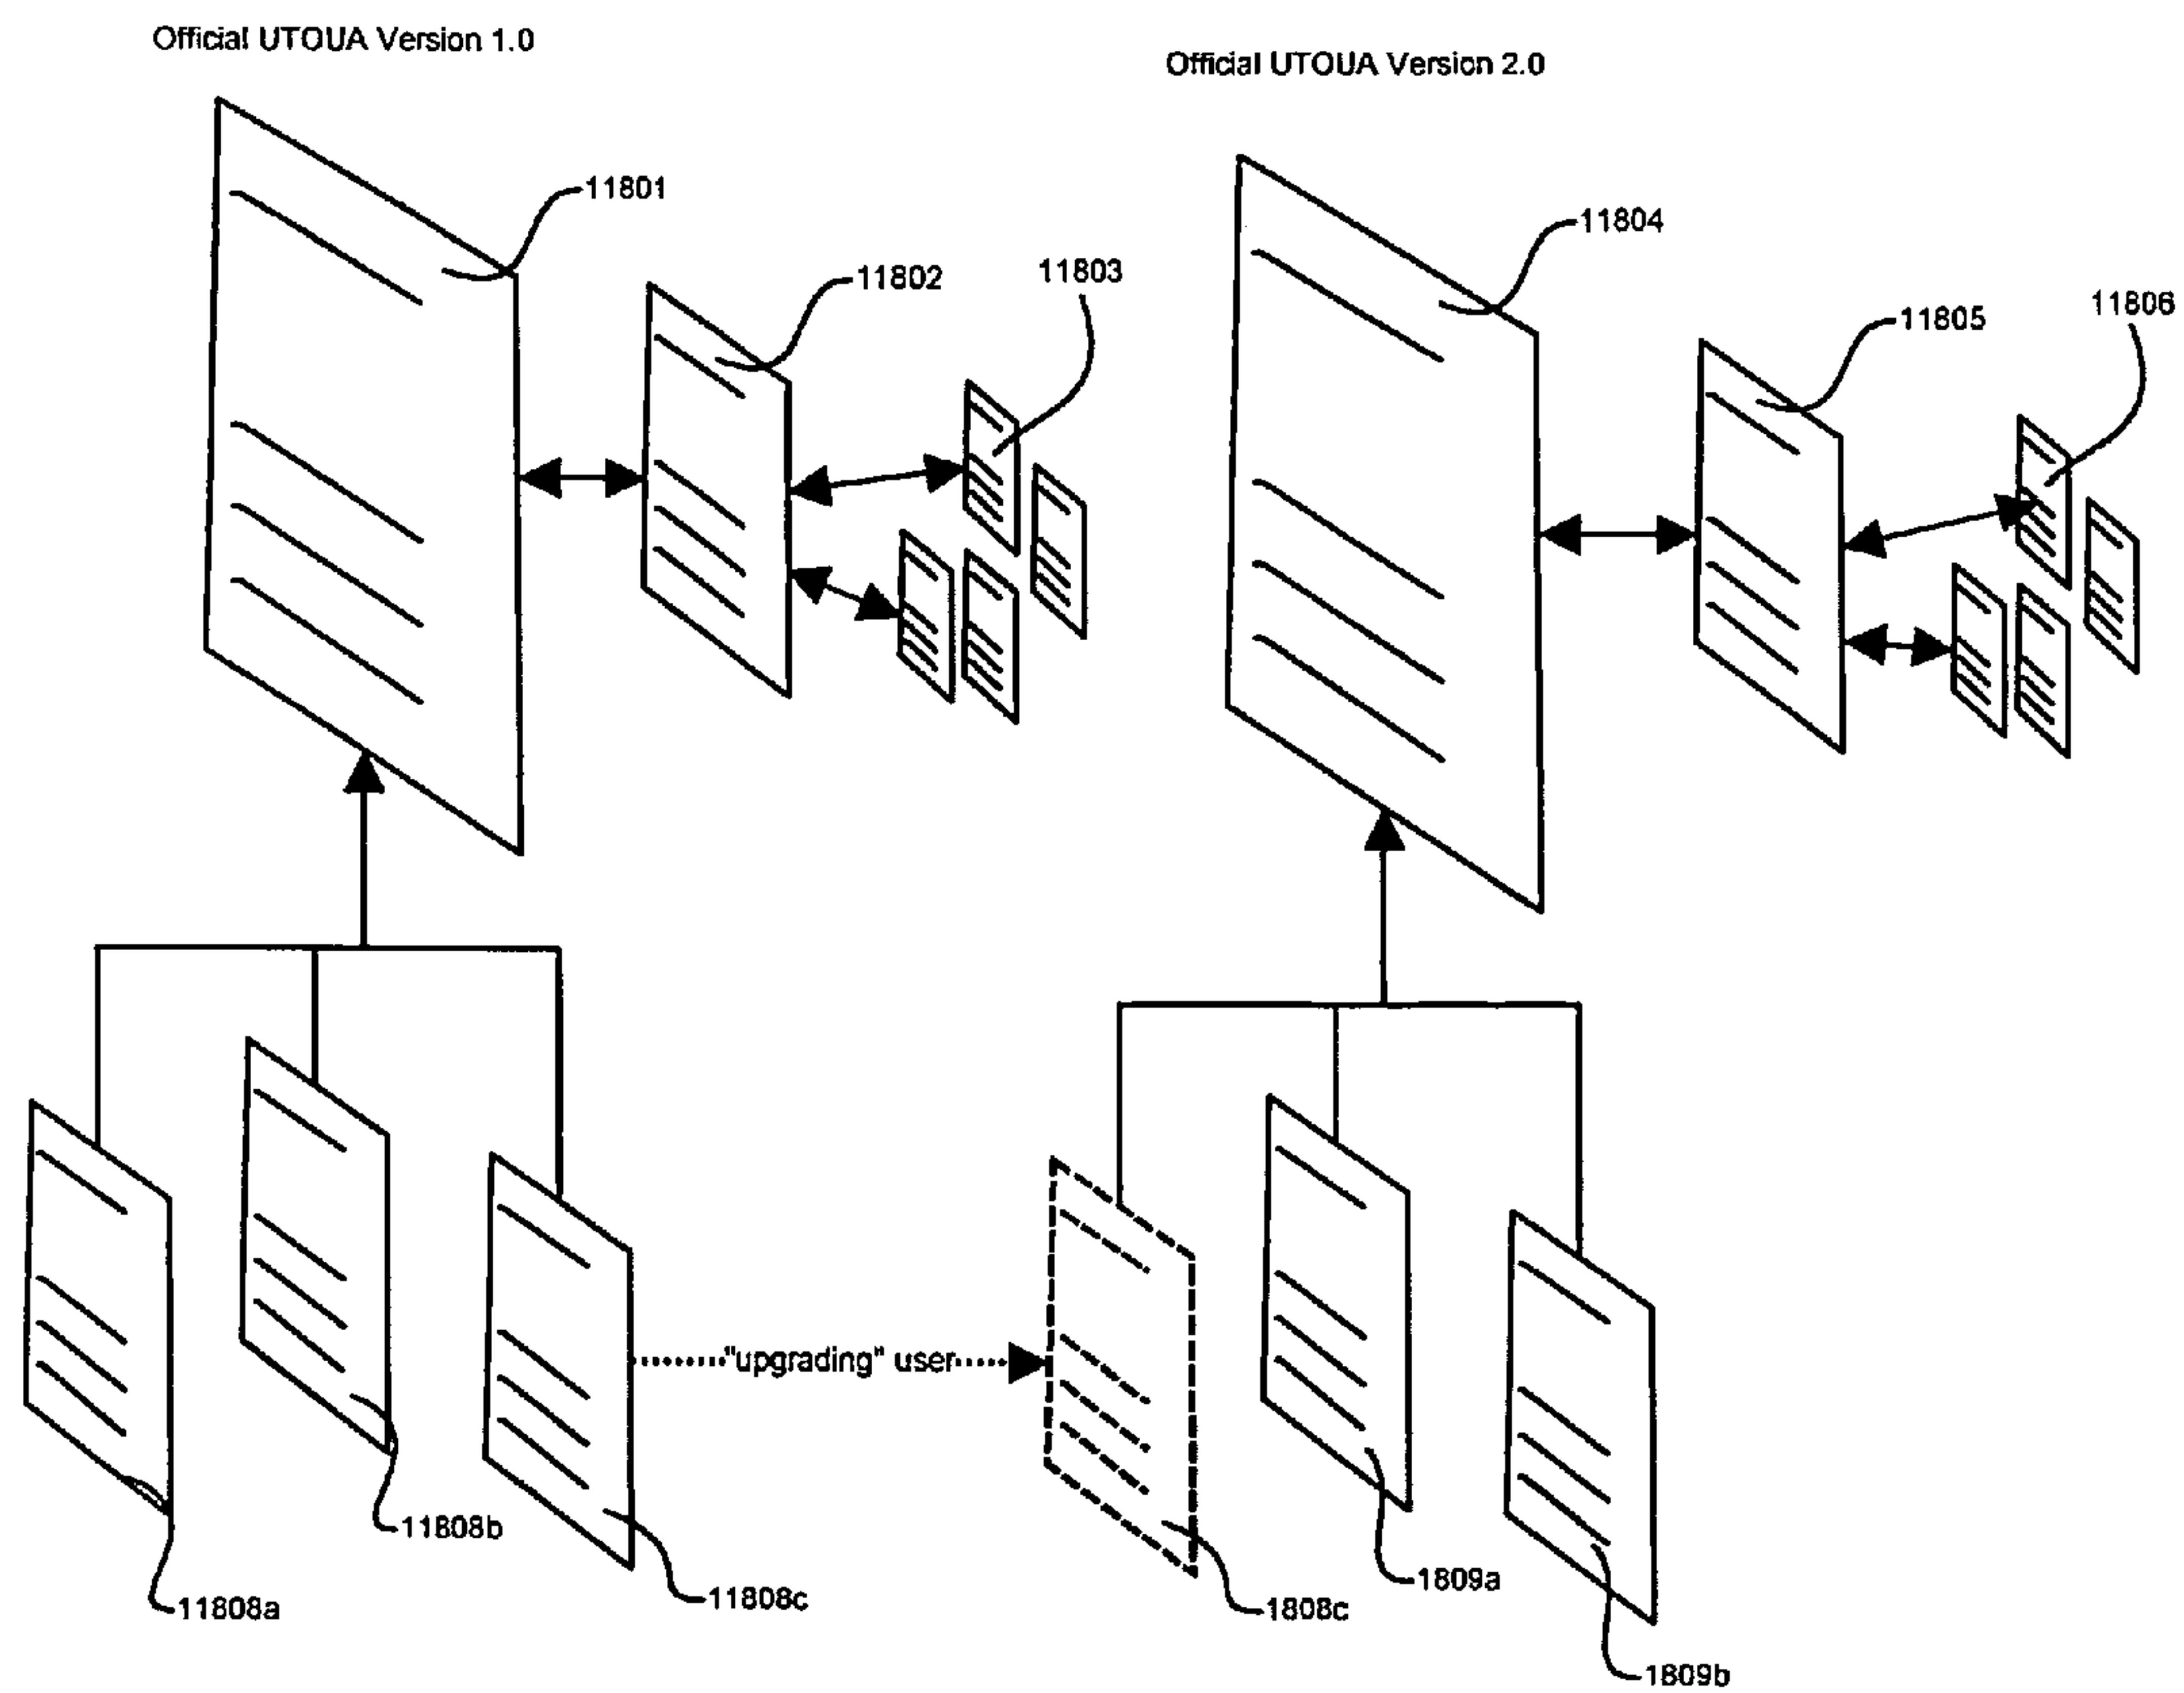 Official UTOUA Version 1.0
Official UTOUA Version 2.0
11801
11804
11802
11803
11805
11806
"upgrading" user
11808b
11808a
11808c
1808c
1809a
1809b